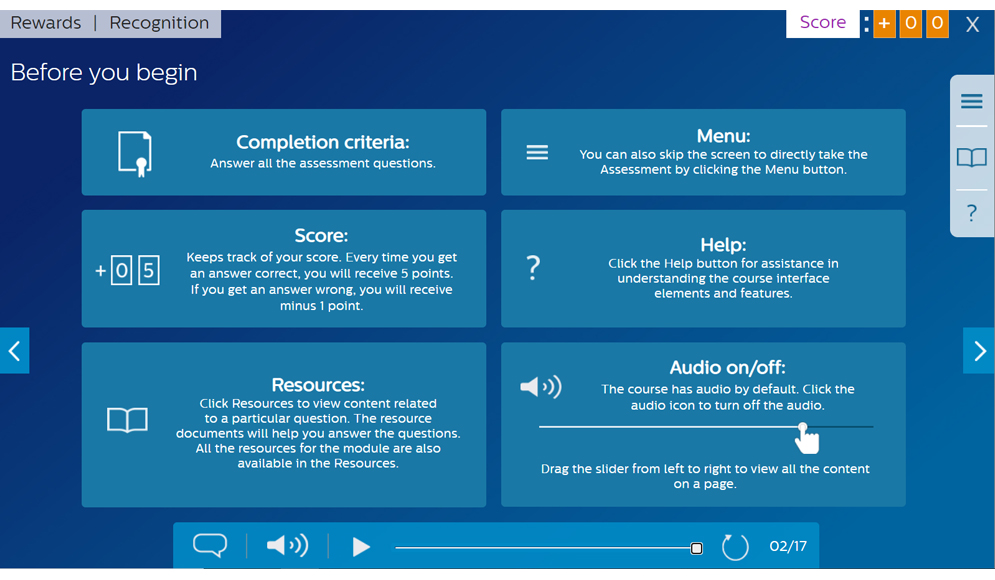 Rewards | Recognition
Score : + 0 0 X
Before you begin
Completion criteria:
Answer all the assessment questions.
Menu:
You can also skip the screen to directly take the
Assessment by clicking the Menu button.
+ 0 5
Score:
Keeps track of your score. Every time you get
an answer correct, you will receive 5 points.
If you get an answer wrong, you will receive
minus 1 point.
?
Help:
Click the Help button for assistance in
understanding the course interface
elements and features.
?
Resources:
Click Resources to view content related
to a particular question. The resource
documents will help you answer the questions.
All the resources for the module are also
available in the Resources.
Audio on/off:
The course has audio by default. Click the
audio icon to turn off the audio.
Drag the slider from left to right to view all the content
on a page.
02/17